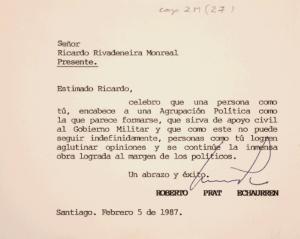 caja 2M (27)
Señor
Ricardo Rivadeneira Monreal
Presente.
Estimado Ricardo,
celebro que una persona como
tú, encabece a una Agrupación Política como
la que parece formarse, que sirva de apoyo civil
al Gobierno Militar y que como este no puede
seguir indefinidamente, personas como tú logren
aglutinar opiniones y se continúe la inmensa
obra lograda al margen de los políticos.
Un abrazo y éxito.
ROBERTO PRAT ECHAURREN
Santiago. Febrero 5 de 1987.